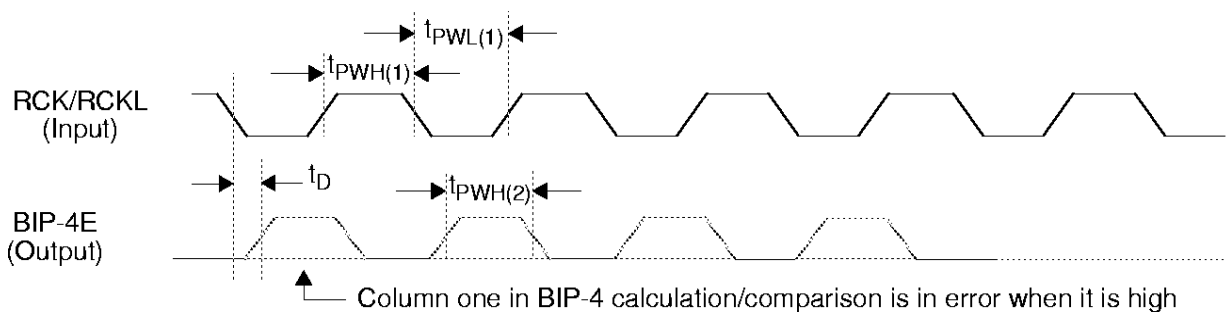 tPWL(1)
tPWH(1)
RCK/RCKL
(Input)
tD
tPWH(2)
BIP-4E
(Output)
Column one in BIP-4 calculation/comparison is in error when it is high